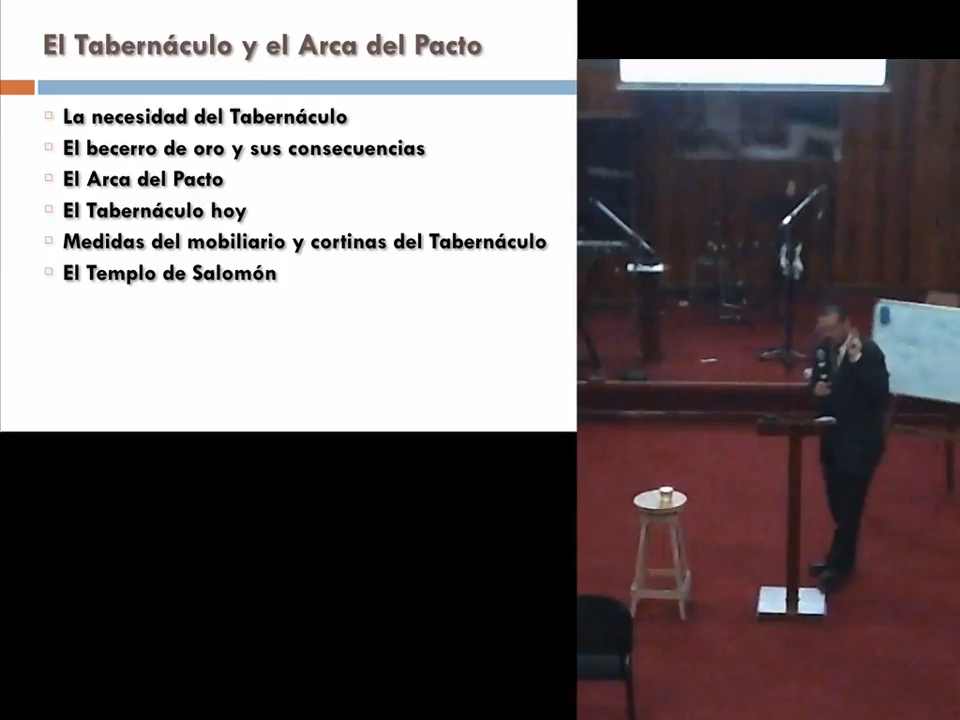 El Tabernáculo y el Arca del Pacto
La necesidad del Tabernáculo
El becerro de oro y sus consecuencias
El Arca del Pacto
El Tabernáculo hoy
Medidas del mobiliario y cortinas del Tabernáculo
El Templo de Salomón